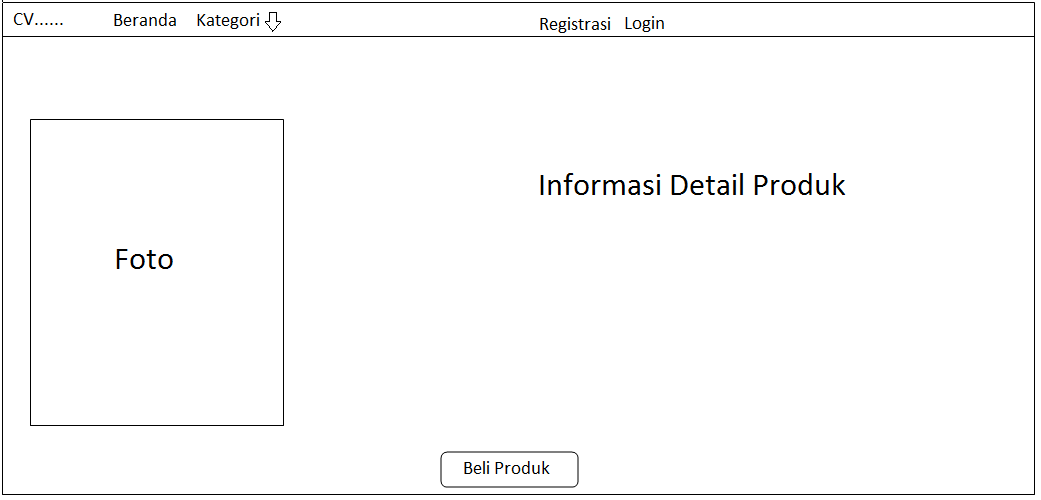 CV...... Beranda Kategori Registrasi Login
Informasi Detail Produk
Foto
Beli Produk